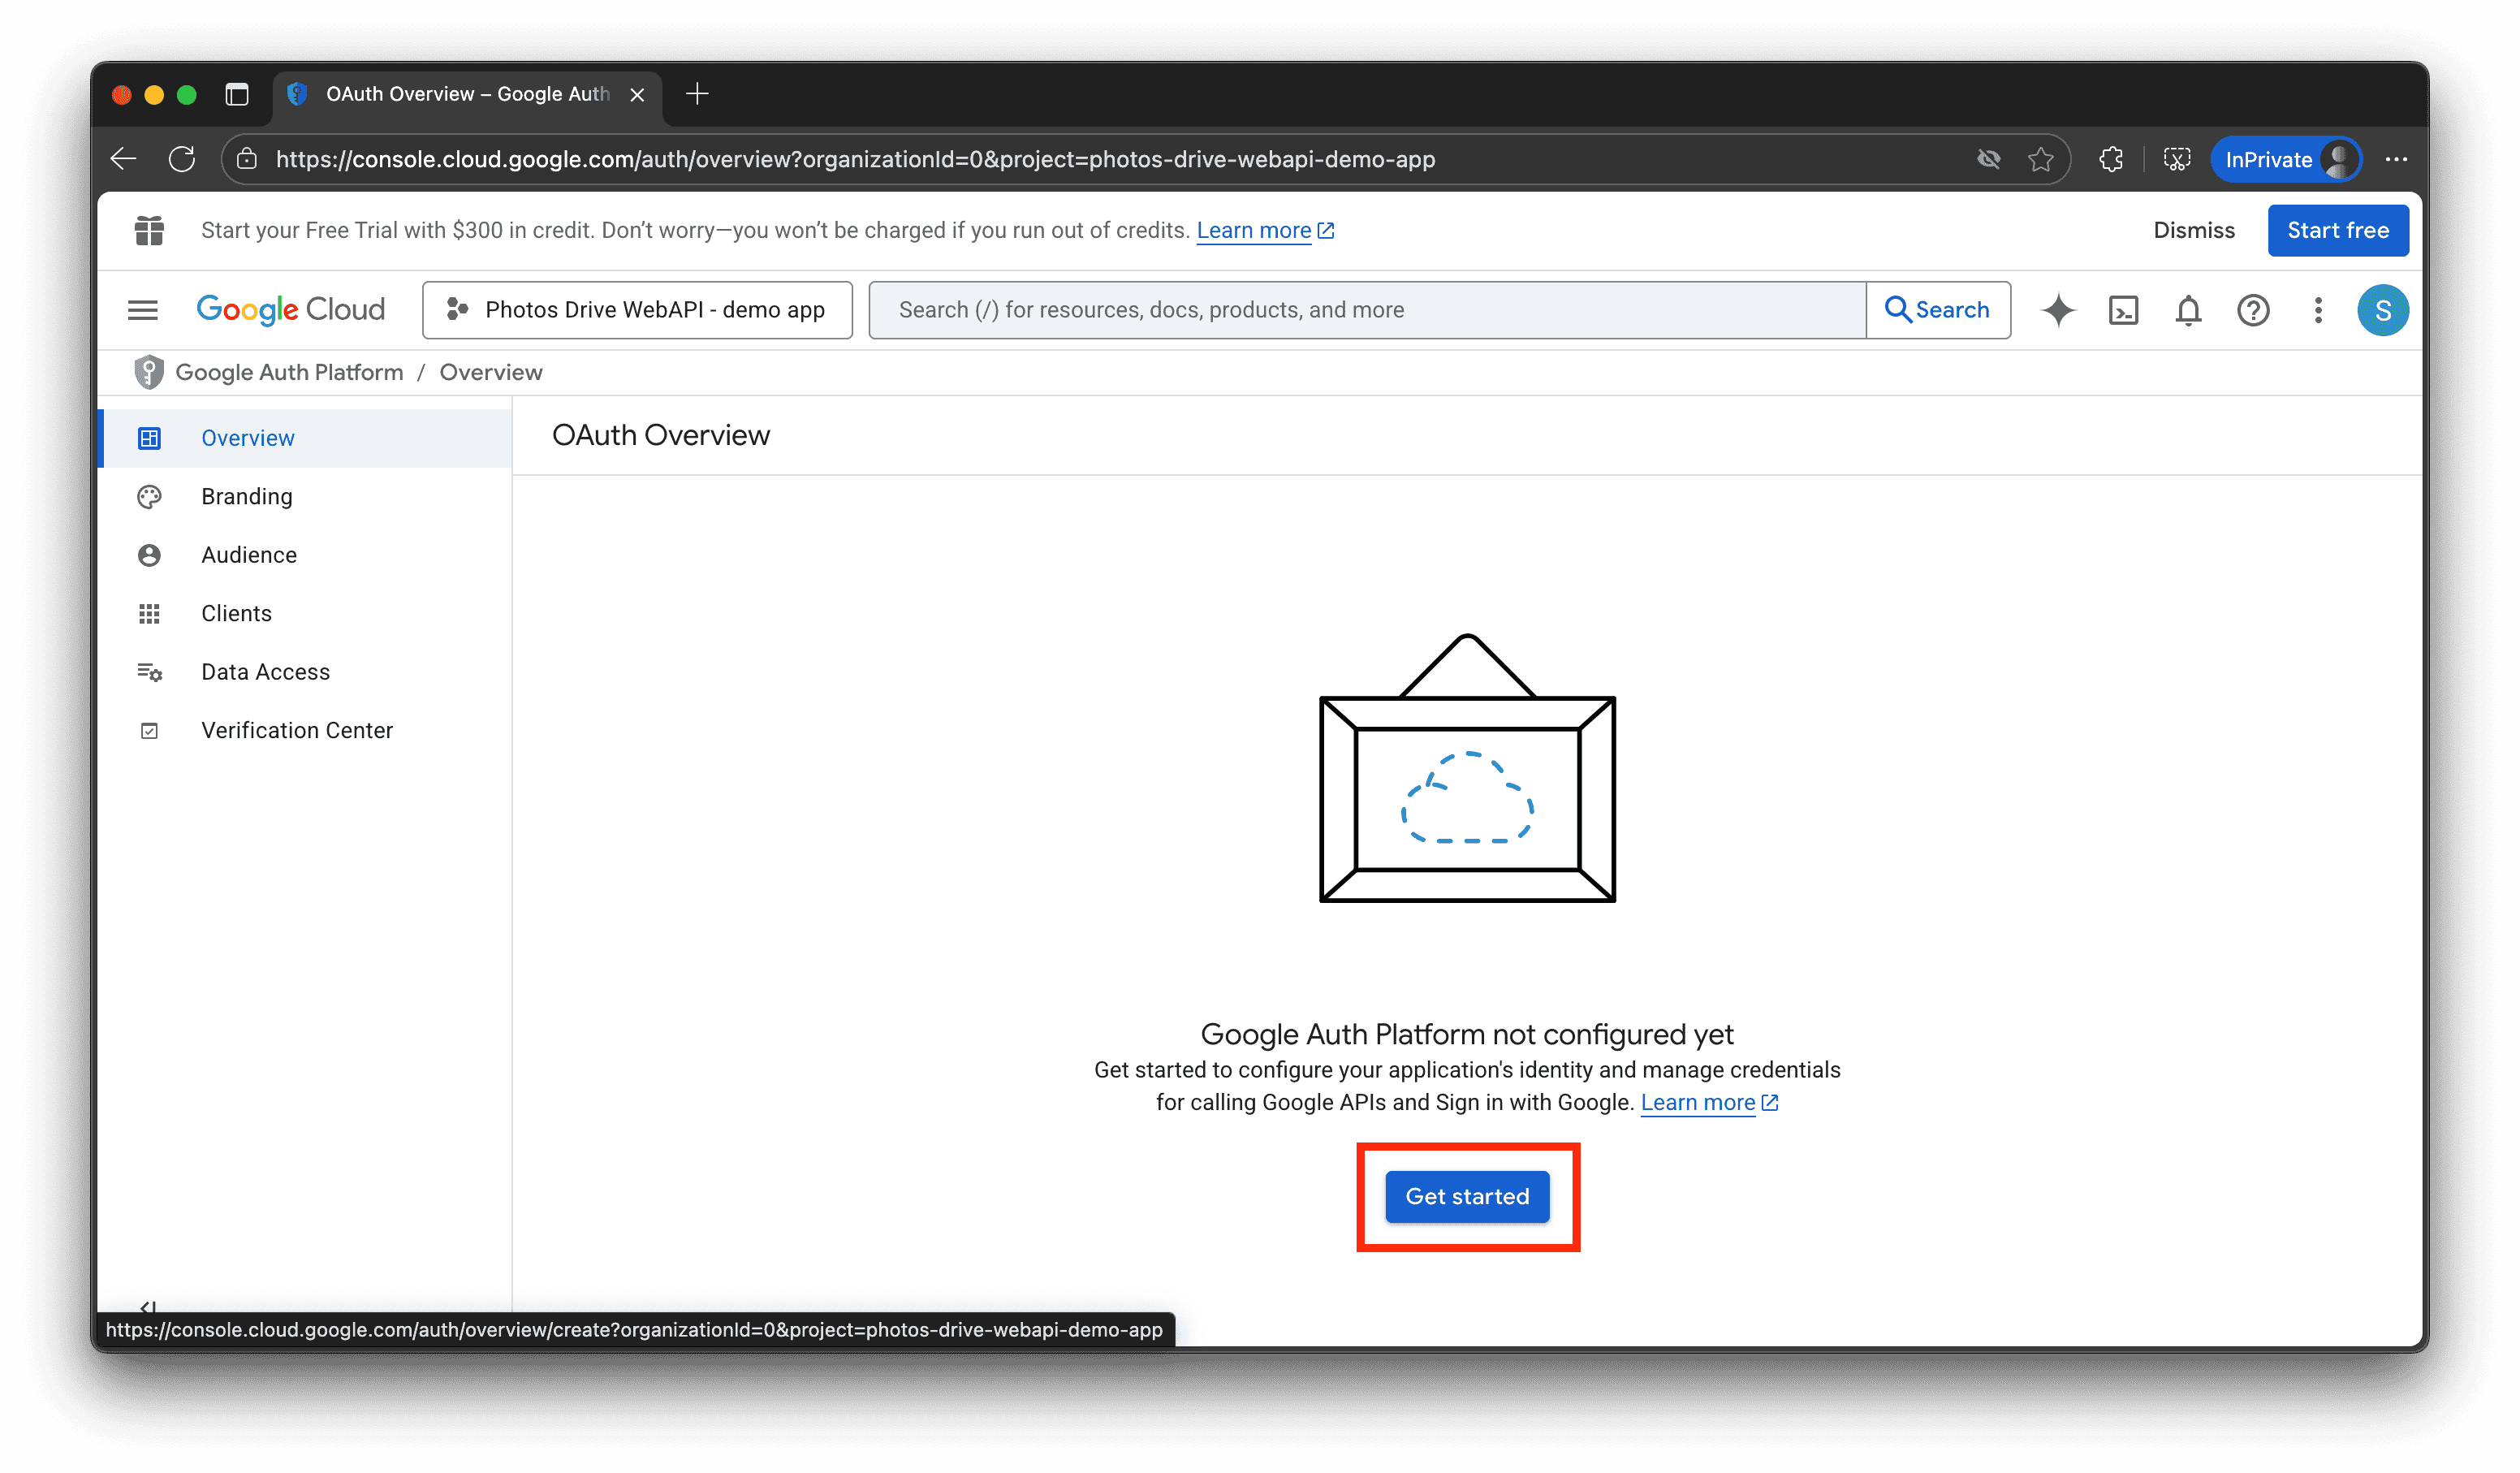 OAuth Overview – Google Auth
https://console.cloud.google.com/auth/overview?organizationId=0&project=photos-drive-webapi-demo-app
InPrivate
Start your Free Trial with $300 in credit. Don’t worry—you won’t be charged if you run out of credits. Learn more
Dismiss
Start free
Google Cloud
Photos Drive WebAPI - demo app
Search (/) for resources, docs, products, and more
Search
S
Google Auth Platform / Overview
Overview
Branding
Audience
Clients
Data Access
Verification Center
OAuth Overview
Google Auth Platform not configured yet
Get started to configure your application's identity and manage credentials
for calling Google APIs and Sign in with Google. Learn more
Get started
https://console.cloud.google.com/auth/overview/create?organizationId=0&project=photos-drive-webapi-demo-app